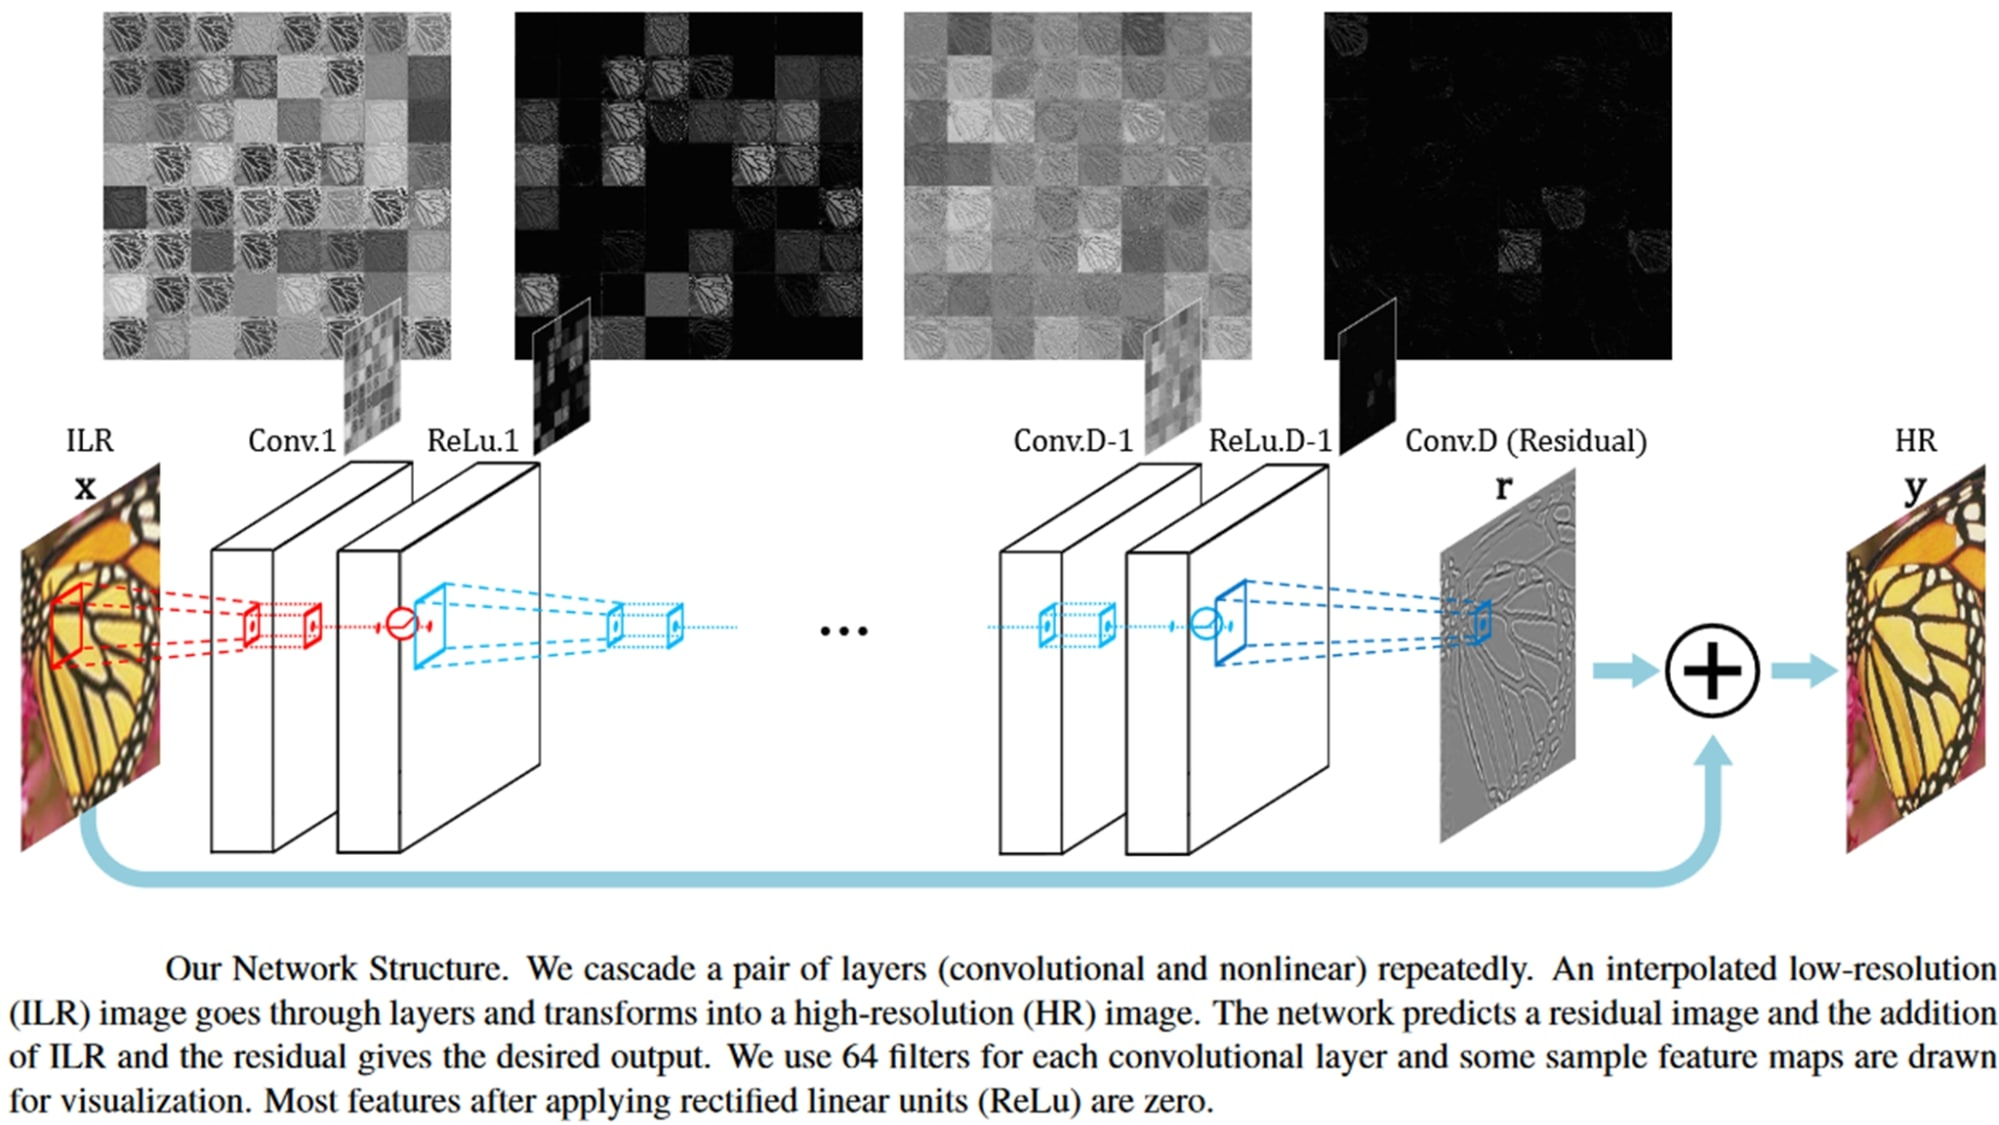 ILR Conv.1 ReLu.1 Conv.D-1 ReLu.D-1 Conv.D (Residual) HR
x r y
...
Our Network Structure. We cascade a pair of layers (convolutional and nonlinear) repeatedly. An interpolated low-resolution
(ILR) image goes through layers and transforms into a high-resolution (HR) image. The network predicts a residual image and the addition
of ILR and the residual gives the desired output. We use 64 filters for each convolutional layer and some sample feature maps are drawn
for visualization. Most features after applying rectified linear units (ReLu) are zero.